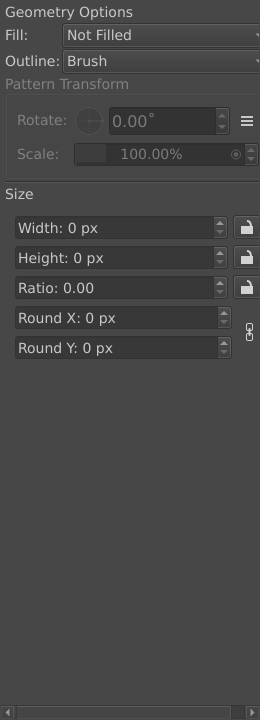 Geometry Options
Fill: Not Filled
Outline: Brush
Pattern Transform
Rotate: 0.00°
Scale: 100.00%
Size
Width: 0 px
Height: 0 px
Ratio: 0.00
Round X: 0 px
Round Y: 0 px